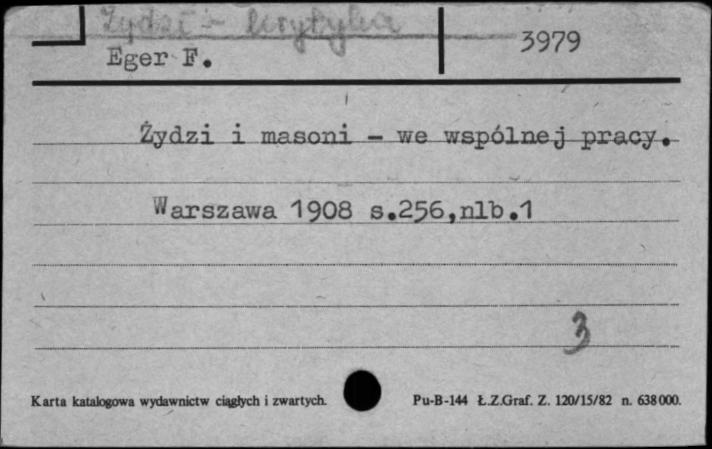 Żydzi - krytyka
Eger F.
3979
Żydzi i masoni - we wspólnej pracy.
Warszawa 1908 s.256,nlb.1
3
Karta katalogowa wydawnictw ciągłych i zwartych.
Pu-B-144 Ł.Z.Graf. Z. 120/15/82 n. 638000.